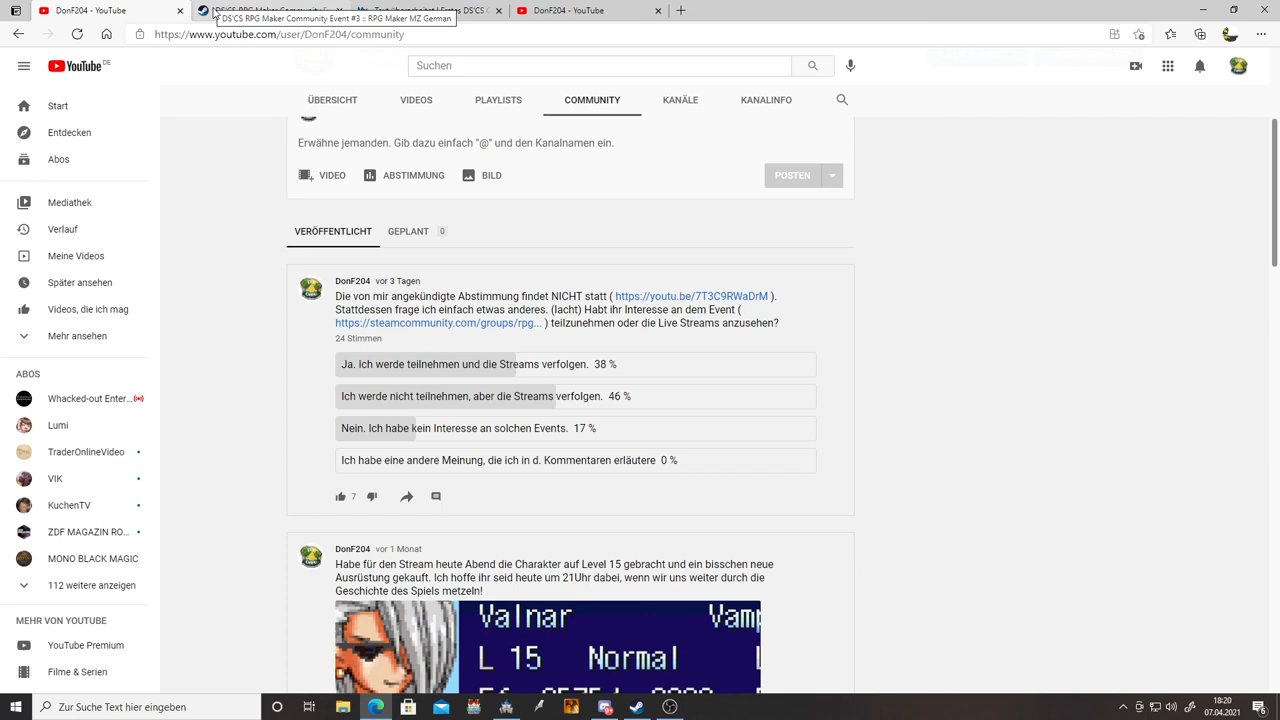 DonF204 - YouTube
DS'CS RPG Maker Community Event #3 :: RPG Maker MZ German
DonF204 - YouTube
https://www.youtube.com/user/DonF204/community
YouTube DE
Suchen
ÜBERSICHT VIDEOS PLAYLISTS COMMUNITY KANÄLE KANALINFO
Start
Entdecken
Abos
Mediathek
Verlauf
Meine Videos
Später ansehen
Videos, die ich mag
Mehr ansehen
ABOS
Whacked-out Enter...
Lumi
TraderOnlineVideo
VIK
KuchenTV
ZDF MAGAZIN RO...
MONO BLACK MAGIC
112 weitere anzeigen
MEHR VON YOUTUBE
YouTube Premium
Filme & Serien
Erwähne jemanden. Gib dazu einfach "@" und den Kanalnamen ein.
VIDEO ABSTIMMUNG BILD POSTEN
VERÖFFENTLICHT GEPLANT 0
DonF204 vor 3 Tagen
Die von mir angekündigte Abstimmung findet NICHT statt ( https://youtu.be/7T3C9RWaDrM ).
Stattdessen frage ich einfach etwas anderes. (lacht) Habt ihr Interesse an dem Event (
https://steamcommunity.com/groups/rpg... ) teilzunehmen oder die Live Streams anzusehen?
24 Stimmen
Ja. Ich werde teilnehmen und die Streams verfolgen. 38 %
Ich werde nicht teilnehmen, aber die Streams verfolgen. 46 %
Nein. Ich habe kein Interesse an solchen Events. 17 %
Ich habe eine andere Meinung, die ich in d. Kommentaren erläutere 0 %
7
DonF204 vor 1 Monat
Habe für den Stream heute Abend die Charakter auf Level 15 gebracht und ein bisschen neue
Ausrüstung gekauft. Ich hoffe ihr seid heute um 21Uhr dabei, wenn wir uns weiter durch die
Geschichte des Spiels metzeln!
Valnar Vamp
L 15 Normal
Zur Suche Text hier eingeben
18:20
07.04.2021